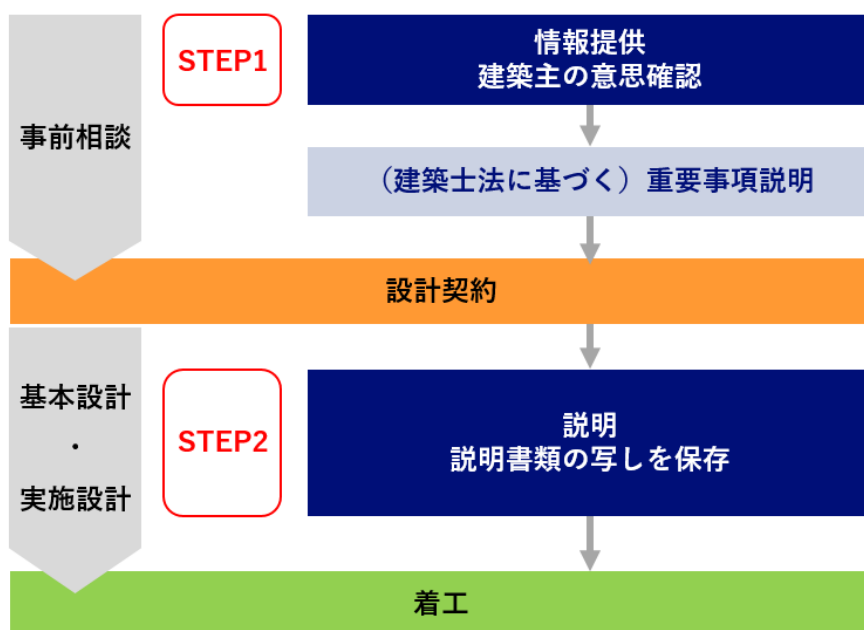 事前相談
STEP1
情報提供
建築主の意思確認
（建築士法に基づく）重要事項説明
設計契約
基本設計
・
実施設計
STEP2
説明
説明書類の写しを保存
着工